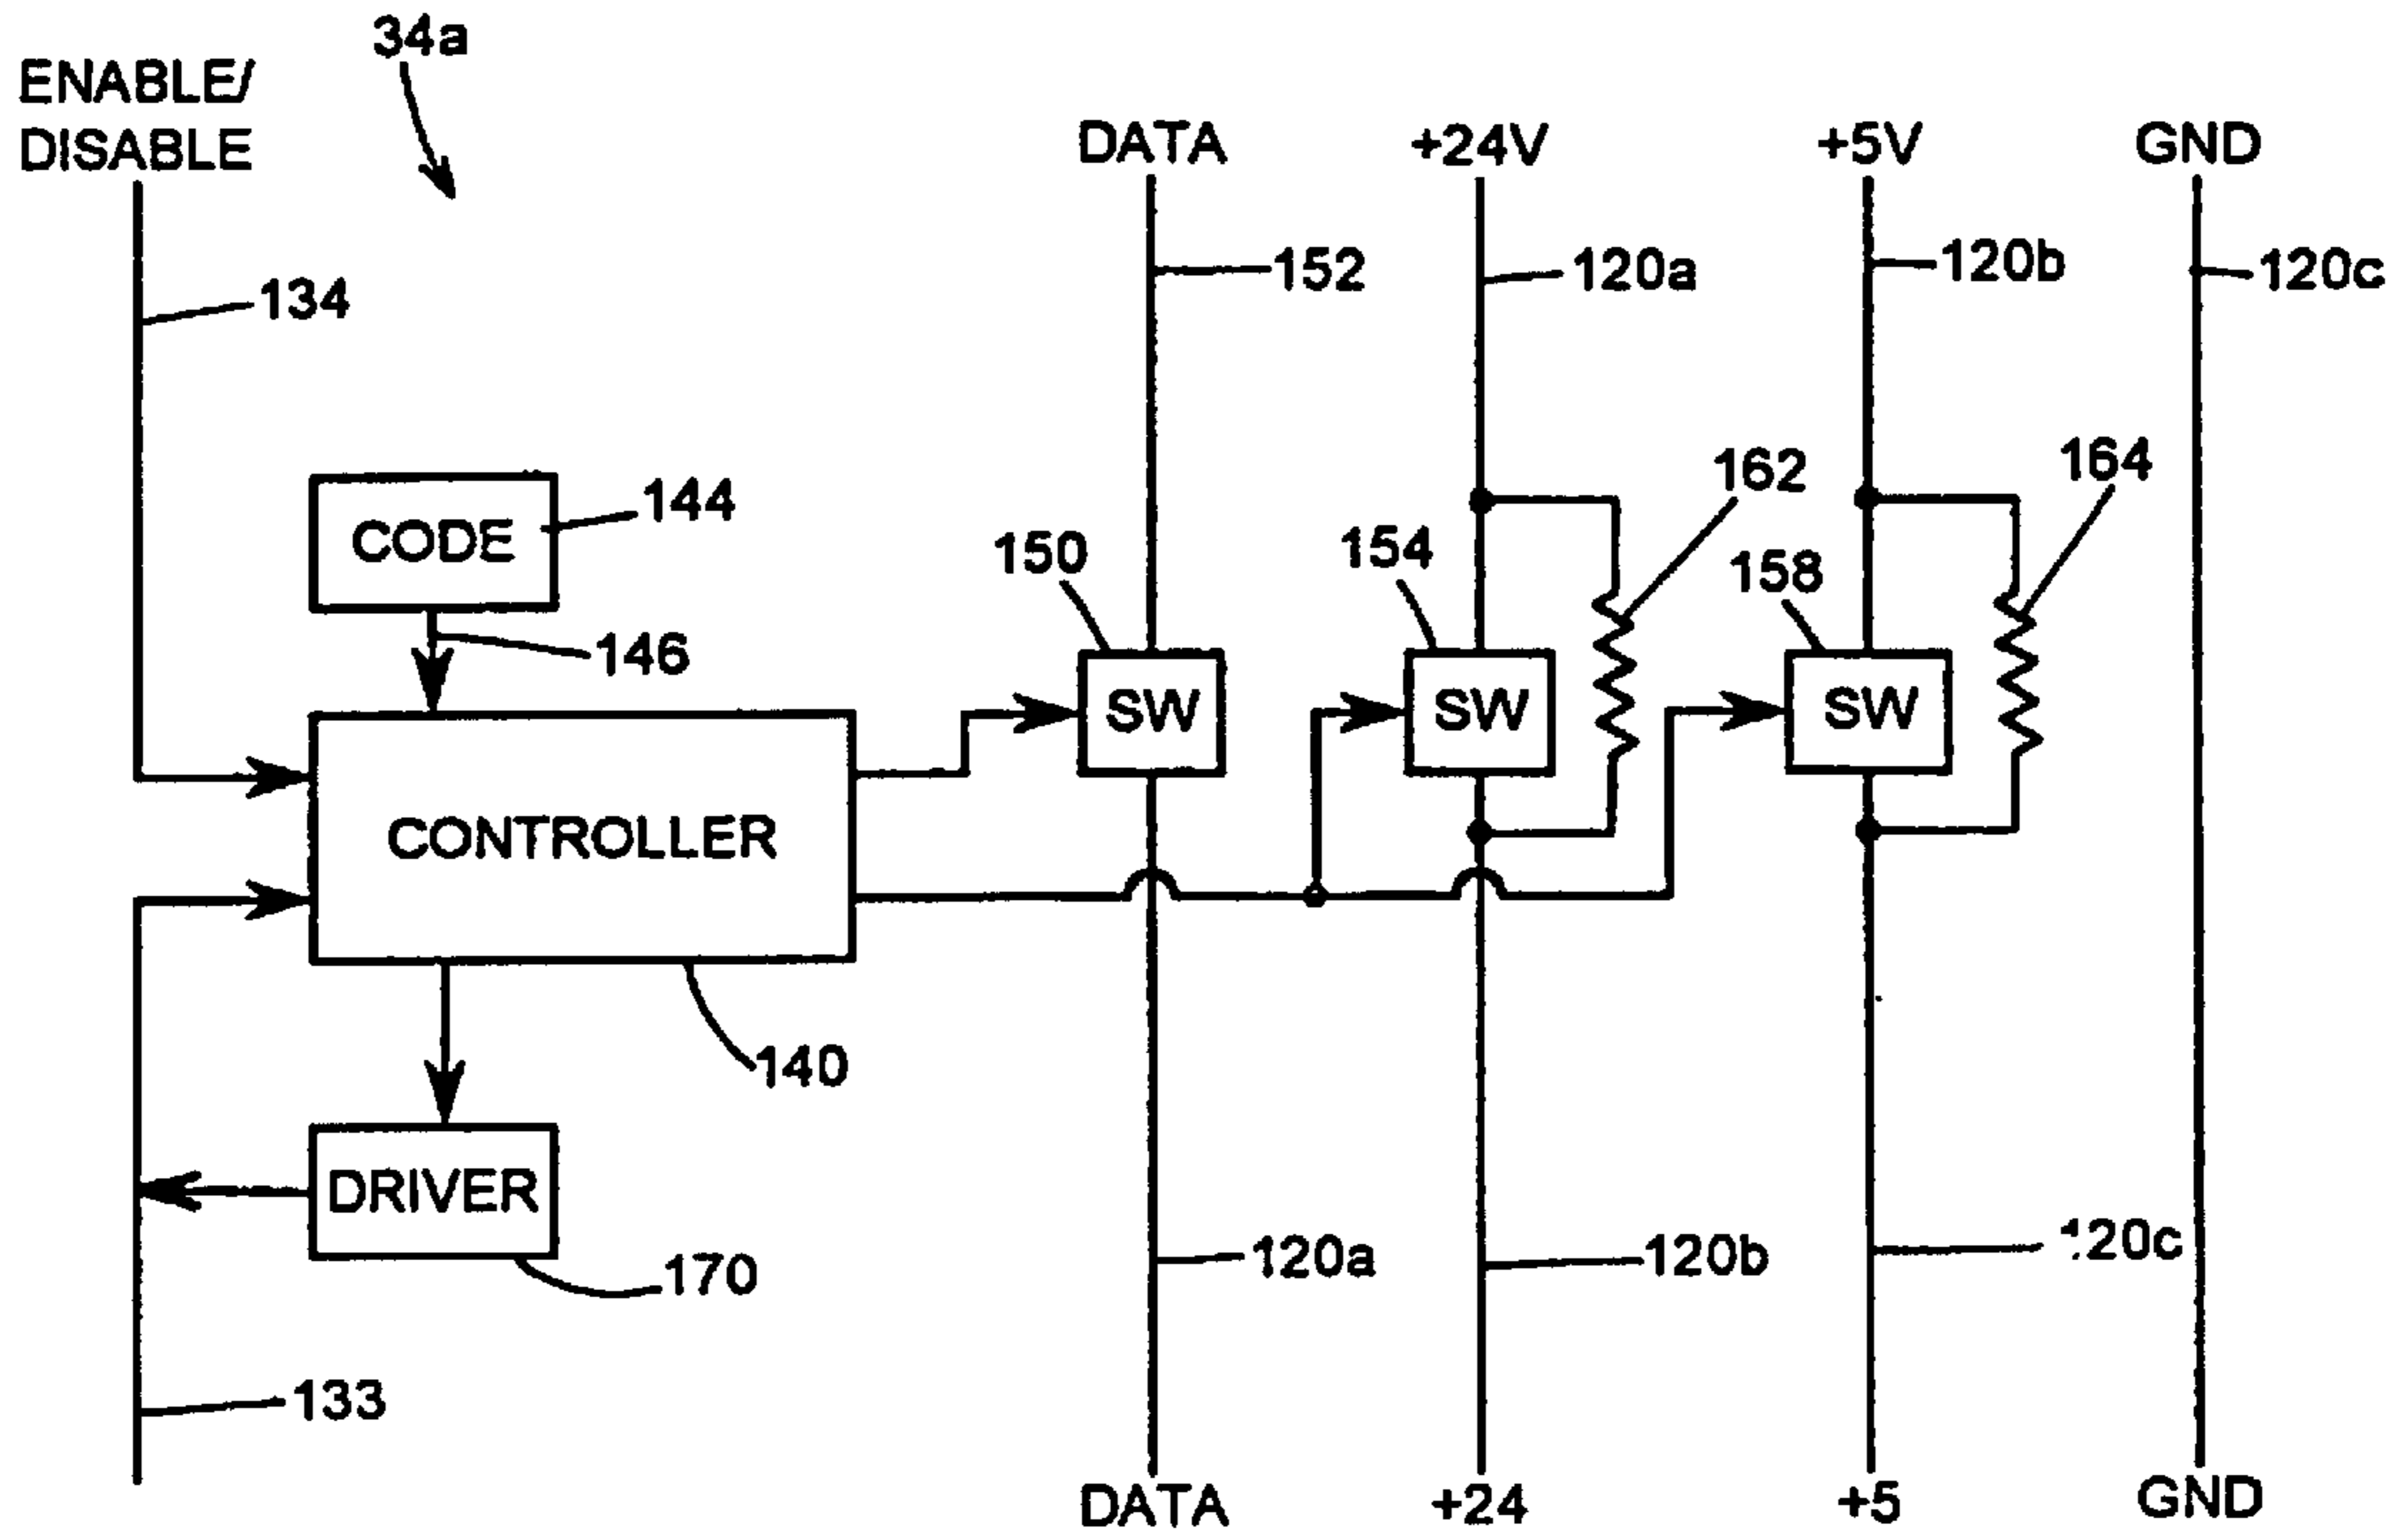 34a
ENABLE/
DISABLE
DATA
+24V
+5V
GND
152
120a
120b
120c
134
162
164
CODE
144
150
154
158
146
SW
SW
SW
CONTROLLER
140
DRIVER
170
120a
120b
120c
133
DATA
+24
+5
GND